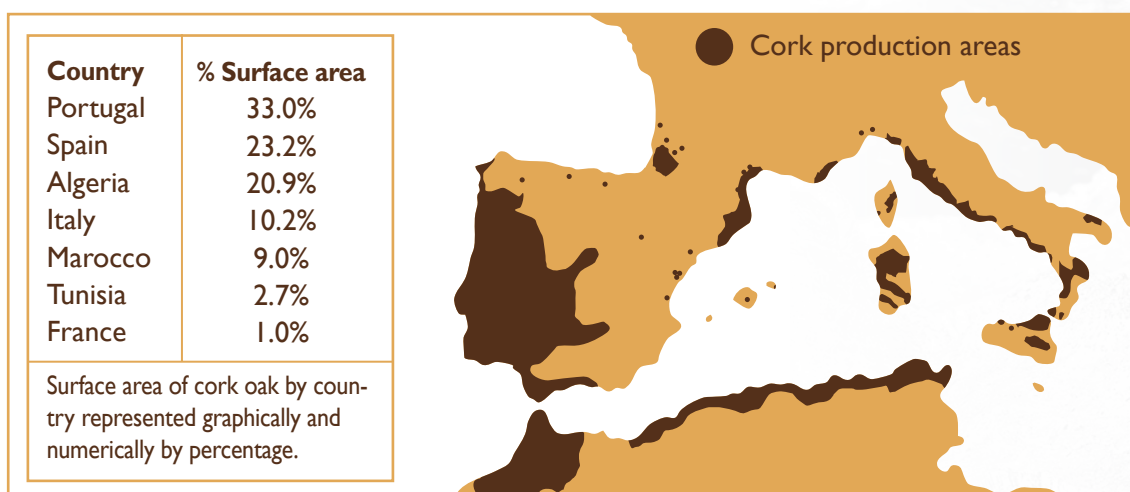 Country % Surface area
Portugal 33.0%
Spain 23.2%
Algeria 20.9%
Italy 10.2%
Marocco 9.0%
Tunisia 2.7%
France 1.0%
Surface area of cork oak by coun-
try represented graphically and
numerically by percentage.
Cork production areas